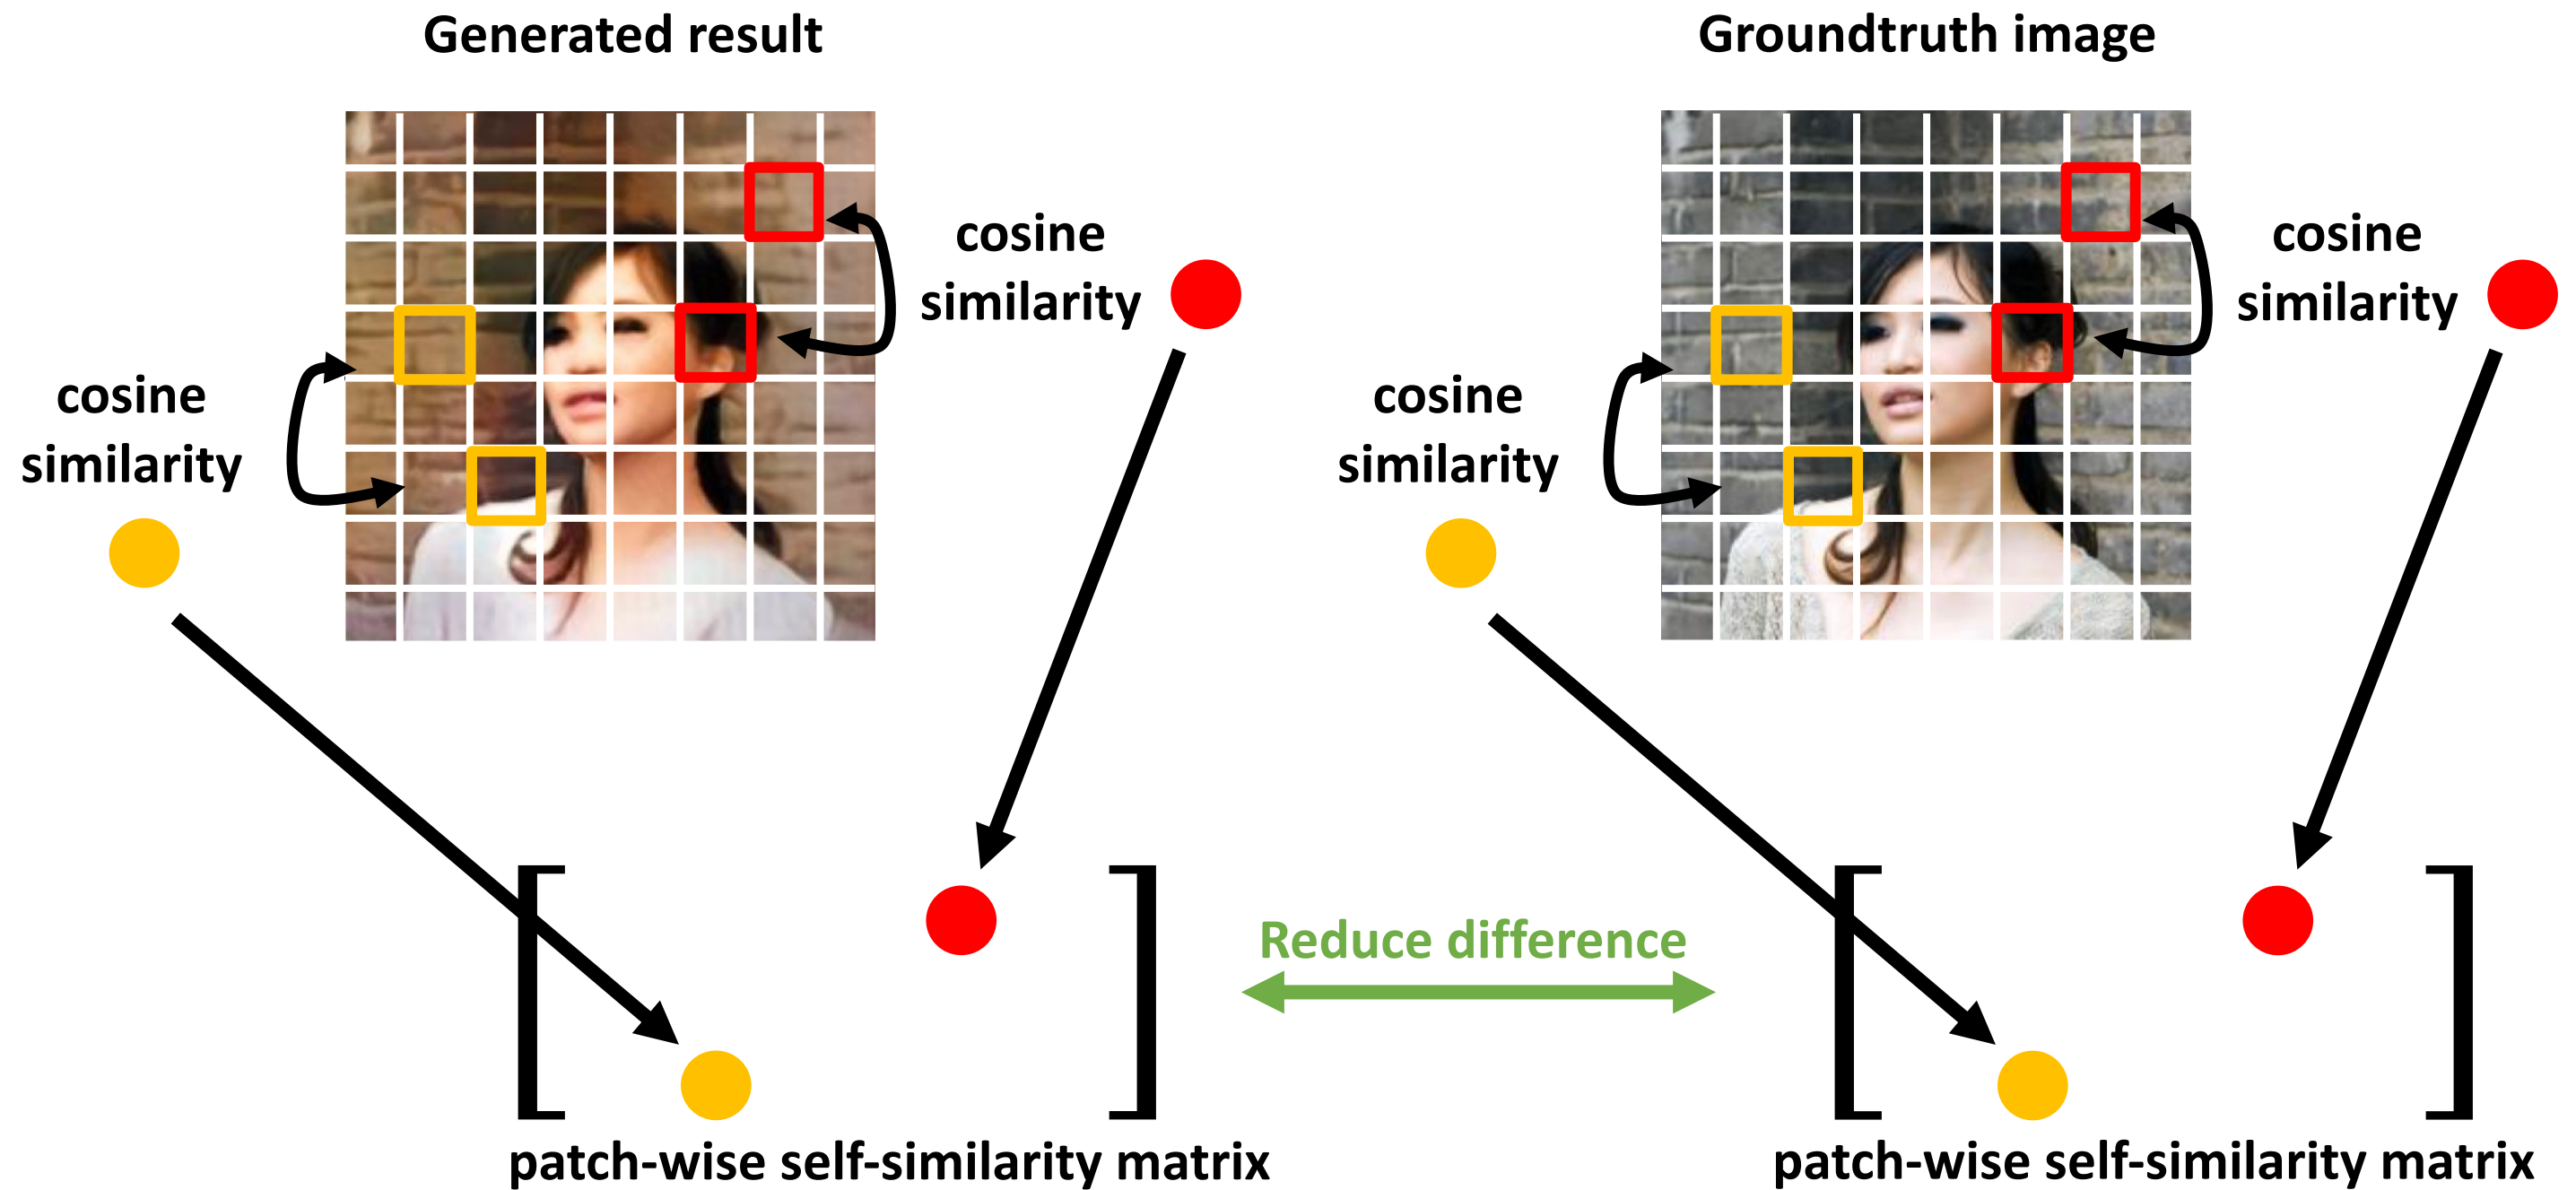 Generated result
Groundtruth image
cosine
similarity
cosine
similarity
cosine
similarity
cosine
similarity
Reduce difference
patch-wise self-similarity matrix
patch-wise self-similarity matrix